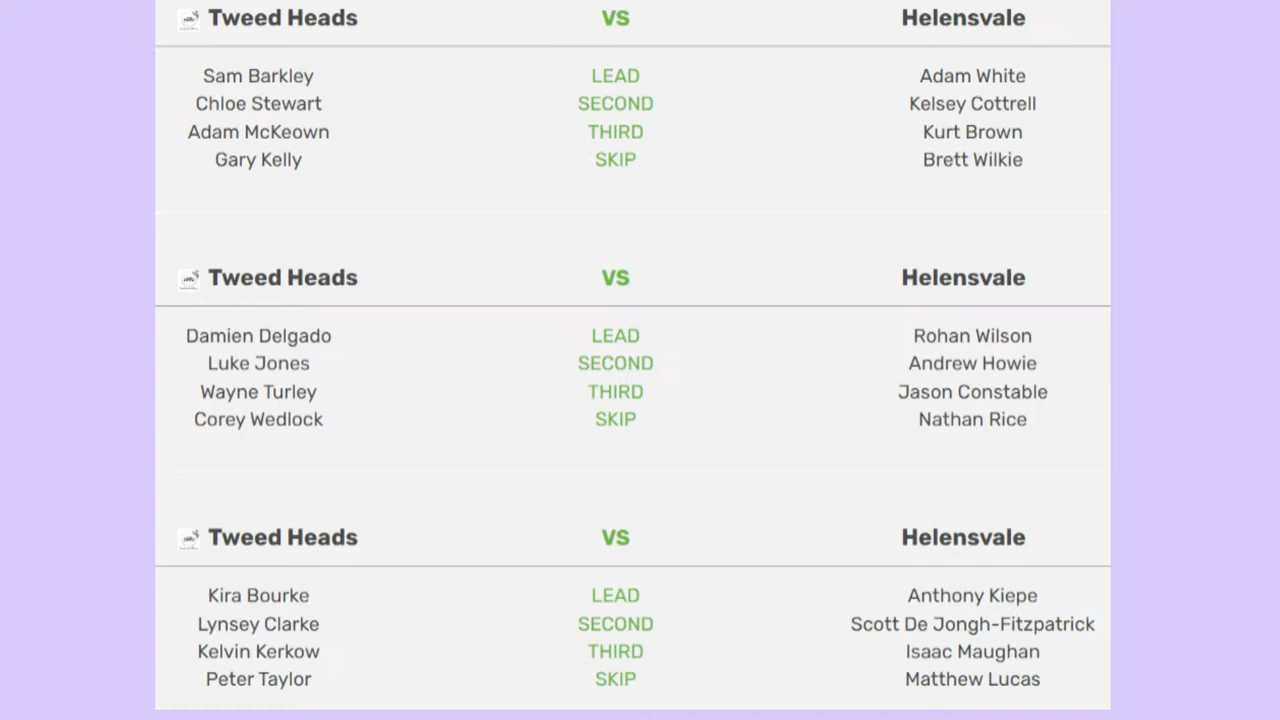 Tweed Heads VS Helensvale
Sam Barkley LEAD Adam White
Chloe Stewart SECOND Kelsey Cottrell
Adam McKeown THIRD Kurt Brown
Gary Kelly SKIP Brett Wilkie
Tweed Heads VS Helensvale
Damien Delgado LEAD Rohan Wilson
Luke Jones SECOND Andrew Howie
Wayne Turley THIRD Jason Constable
Corey Wedlock SKIP Nathan Rice
Tweed Heads VS Helensvale
Kira Bourke LEAD Anthony Kiepe
Lynsey Clarke SECOND Scott De Jongh-Fitzpatrick
Kelvin Kerkow THIRD Isaac Maughan
Peter Taylor SKIP Matthew Lucas